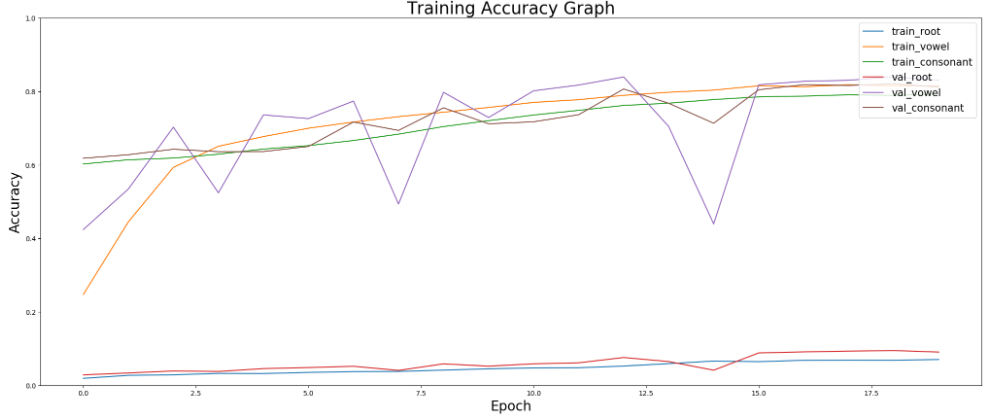 Training Accuracy Graph
1.0
0.8
0.6
0.4
0.2
0.0
Accuracy
train_root
train_vowel
train_consonant
val_root
val_vowel
val_consonant
0.0 2.5 5.0 7.5 10.0 12.5 15.0 17.5
Epoch